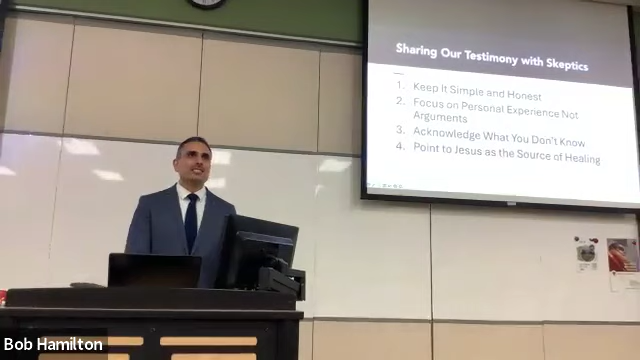 Sharing Our Testimony with Skeptics
1. Keep It Simple and Honest
2. Focus on Personal Experience Not
Arguments
3. Acknowledge What You Don't Know
4. Point to Jesus as the Source of Healing
Bob Hamilton